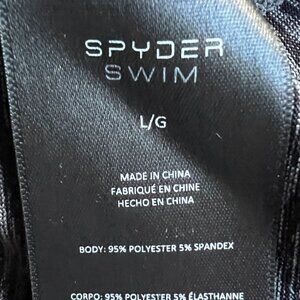 SPYDER
SWIM
L/G
MADE IN CHINA
FABRIQUÉ EN CHINE
HECHO EN CHINA
BODY: 95% POLYESTER 5% SPANDEX
CORPO: 95% POLYESTER 5% ÉLASTHANNE